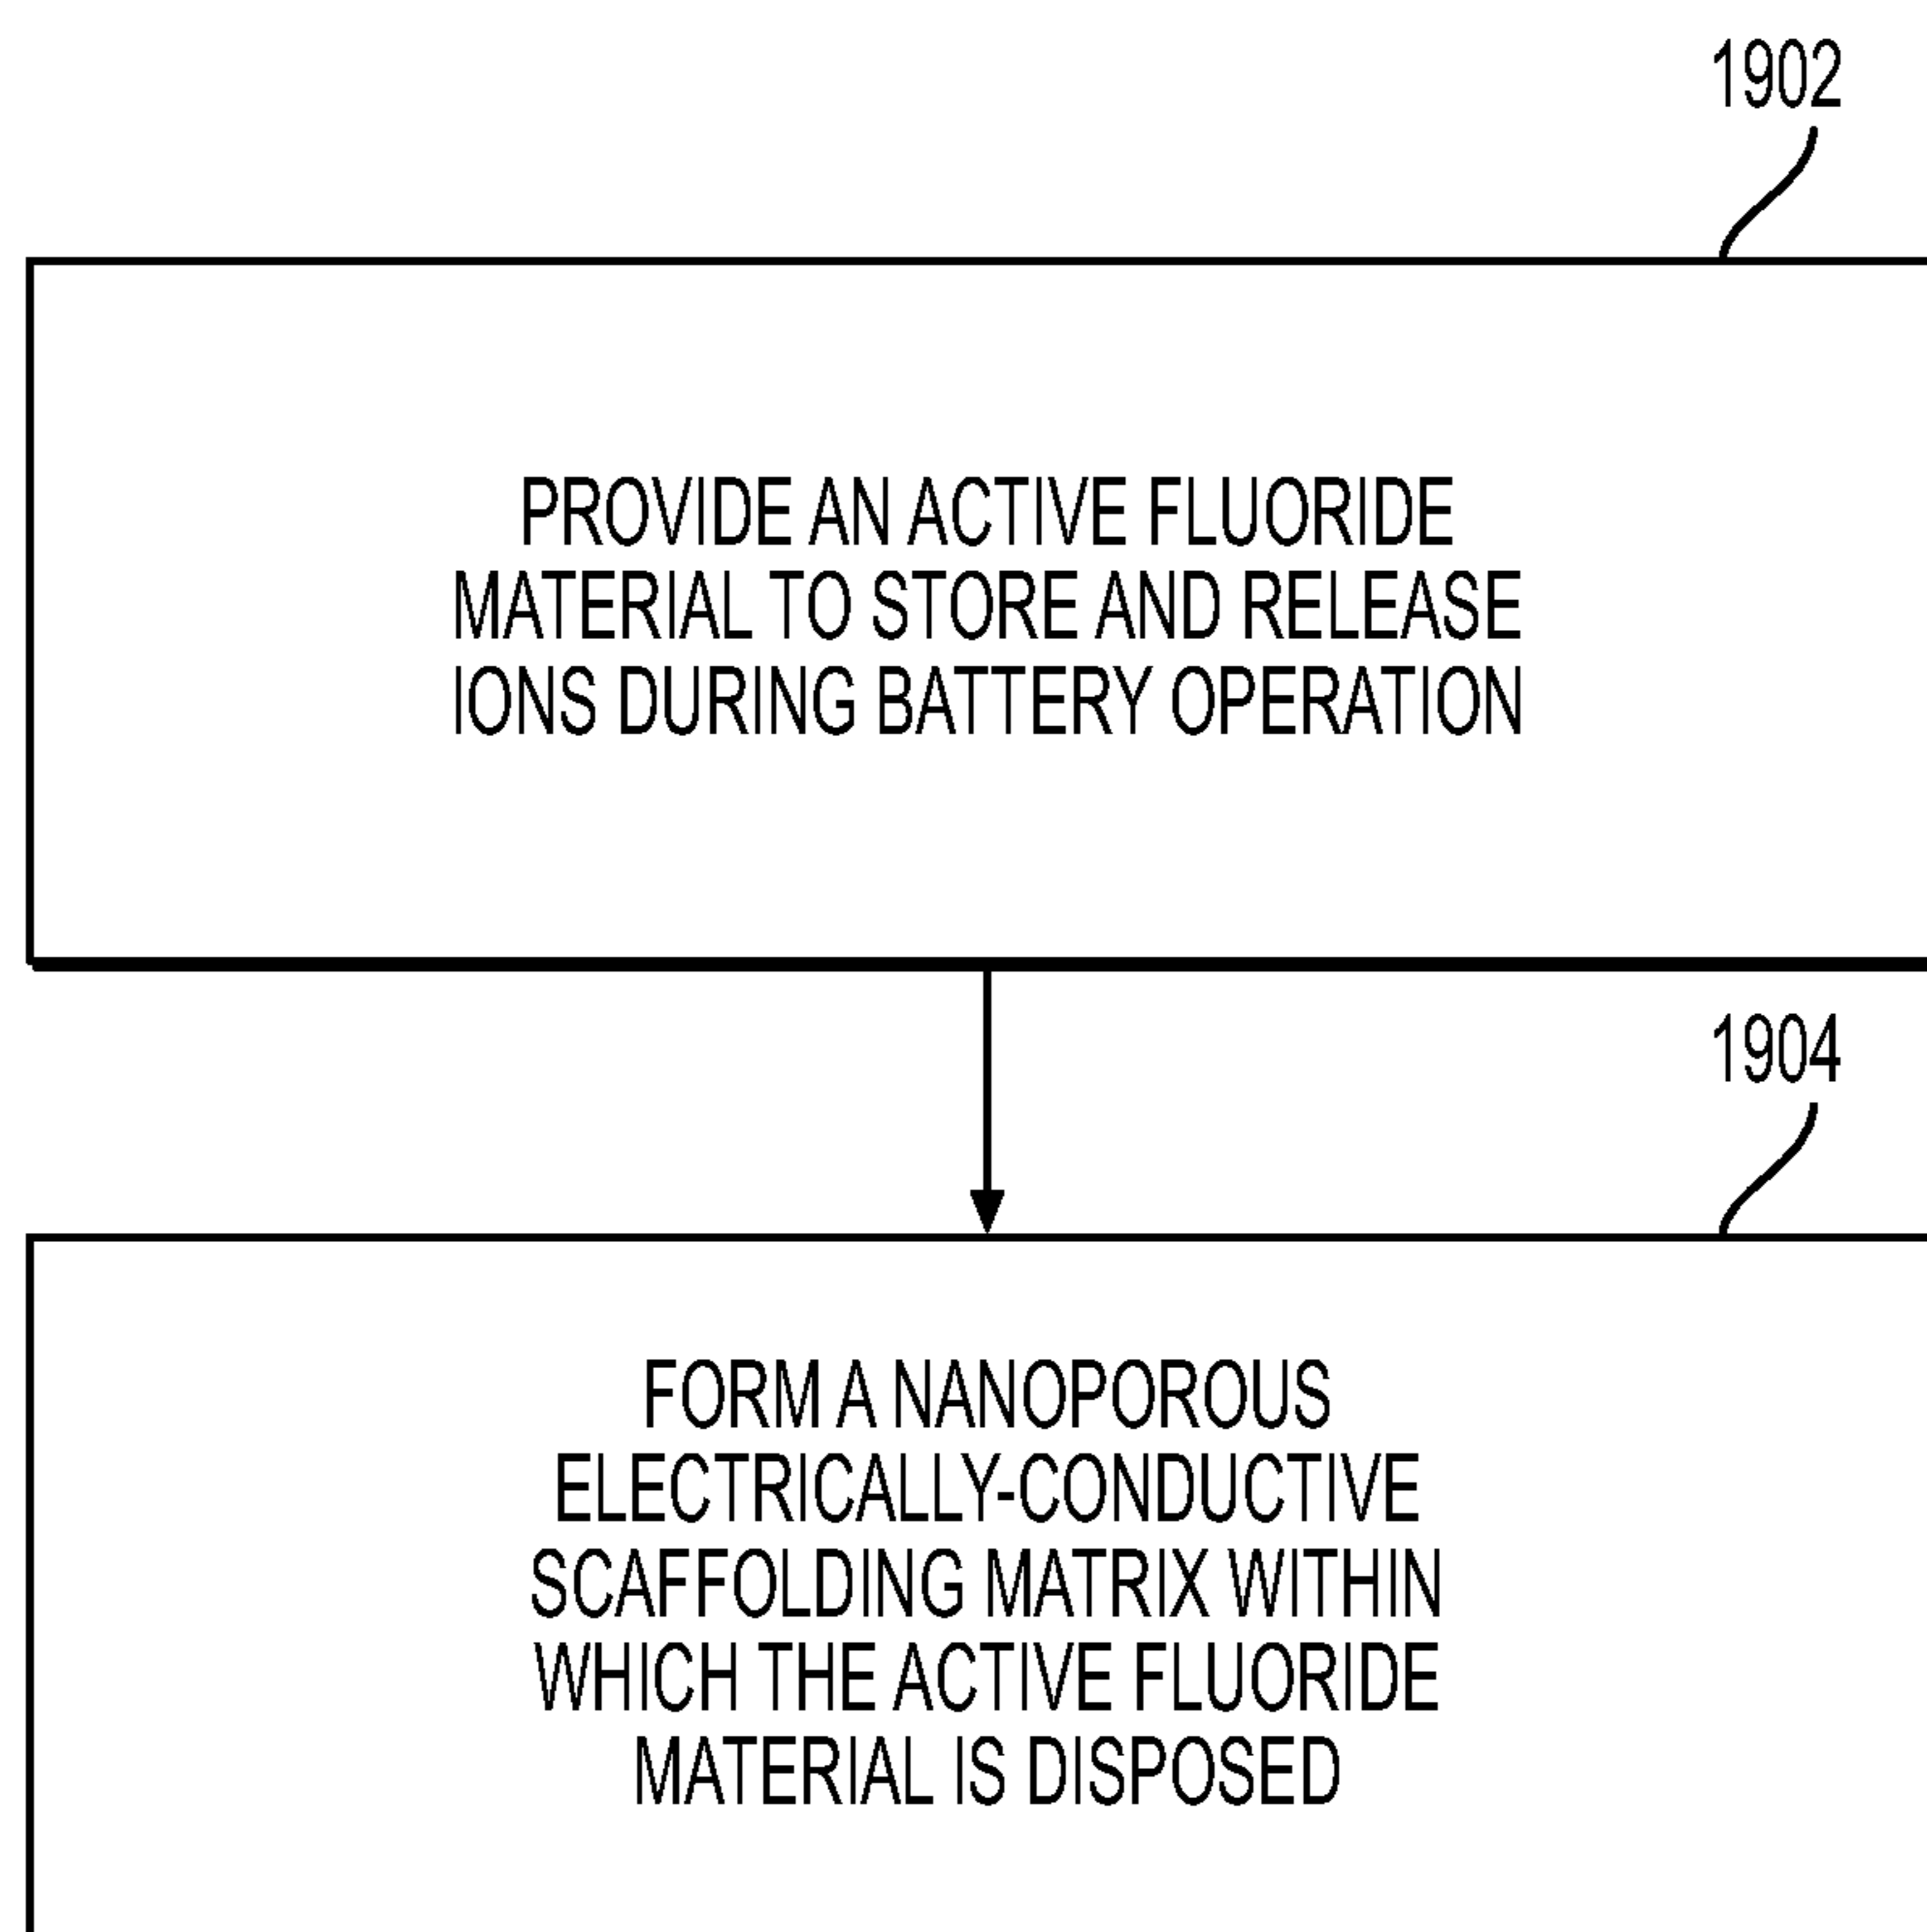 1902
PROVIDE AN ACTIVE FLUORIDE
MATERIAL TO STORE AND RELEASE
IONS DURING BATTERY OPERATION
1904
FORM A NANOPOROUS
ELECTRICALLY-CONDUCTIVE
SCAFFOLDING MATRIX WITHIN
WHICH THE ACTIVE FLUORIDE
MATERIAL IS DISPOSED